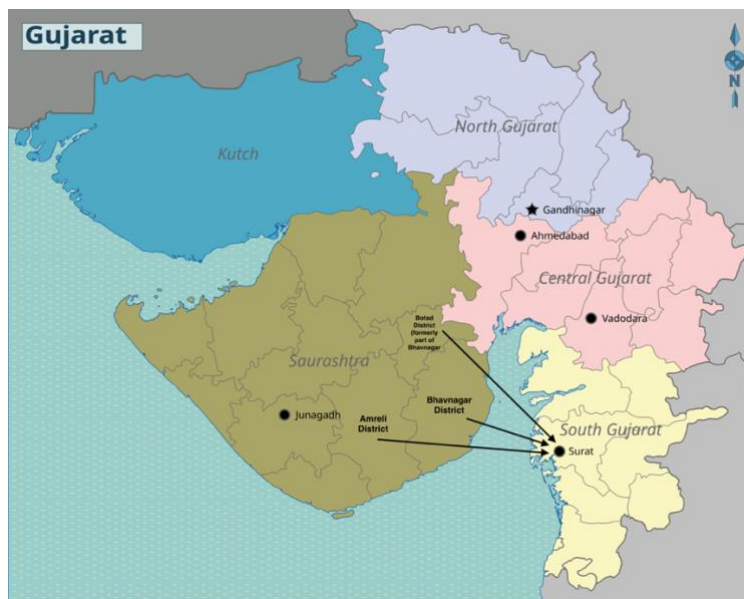 Gujarat
N
Kutch
North Gujarat
Gandhinagar
Ahmedabad
Central Gujarat
Vadodara
Botad
District
(formerly
part of
Bhavnagar
Saurashtra
Junagadh
Amreli
District
Bhavnagar
District
South Gujarat
Surat